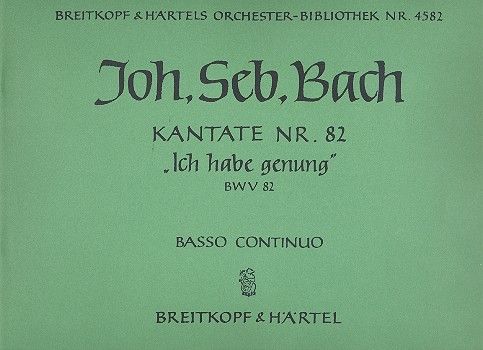 BREITKOPF & HÄRTELS ORCHESTER-BIBLIOTHEK NR. 4582
Joh. Seb. Bach
KANTATE NR. 82
„Ich habe genung"
BWV 82
BASSO CONTINUO
BREITKOPF & HÄRTEL